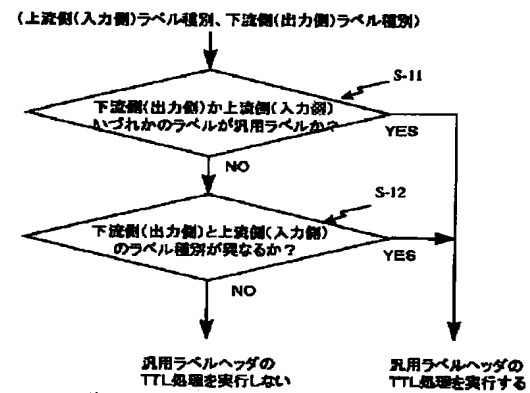 (上流側(入力側)ラベル種別、下流側(出力側)ラベル種別)
S-11
下流側(出力側)か上流側(入力側)
いづれかのラベルが汎用ラベルか?
YES
NO
S-12
下流側(出力側)と上流側(入力側)
のラベル種別が異なるか?
YES
NO
汎用ラベルヘッダの
TTL処理を実行しない
汎用ラベルヘッダの
TTL処理を実行する